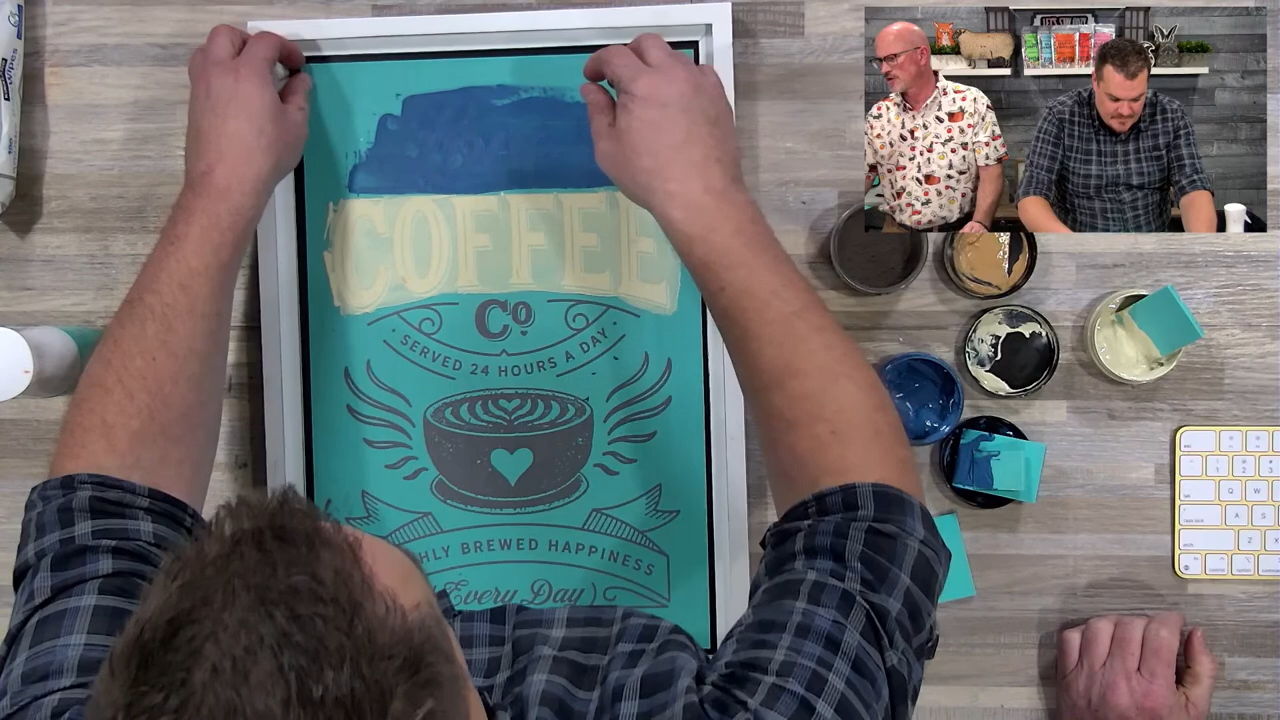 COFFEE
Co
· SERVED 24 HOURS A DAY ·
HLY BREWED HAPPINESS
Every Day)